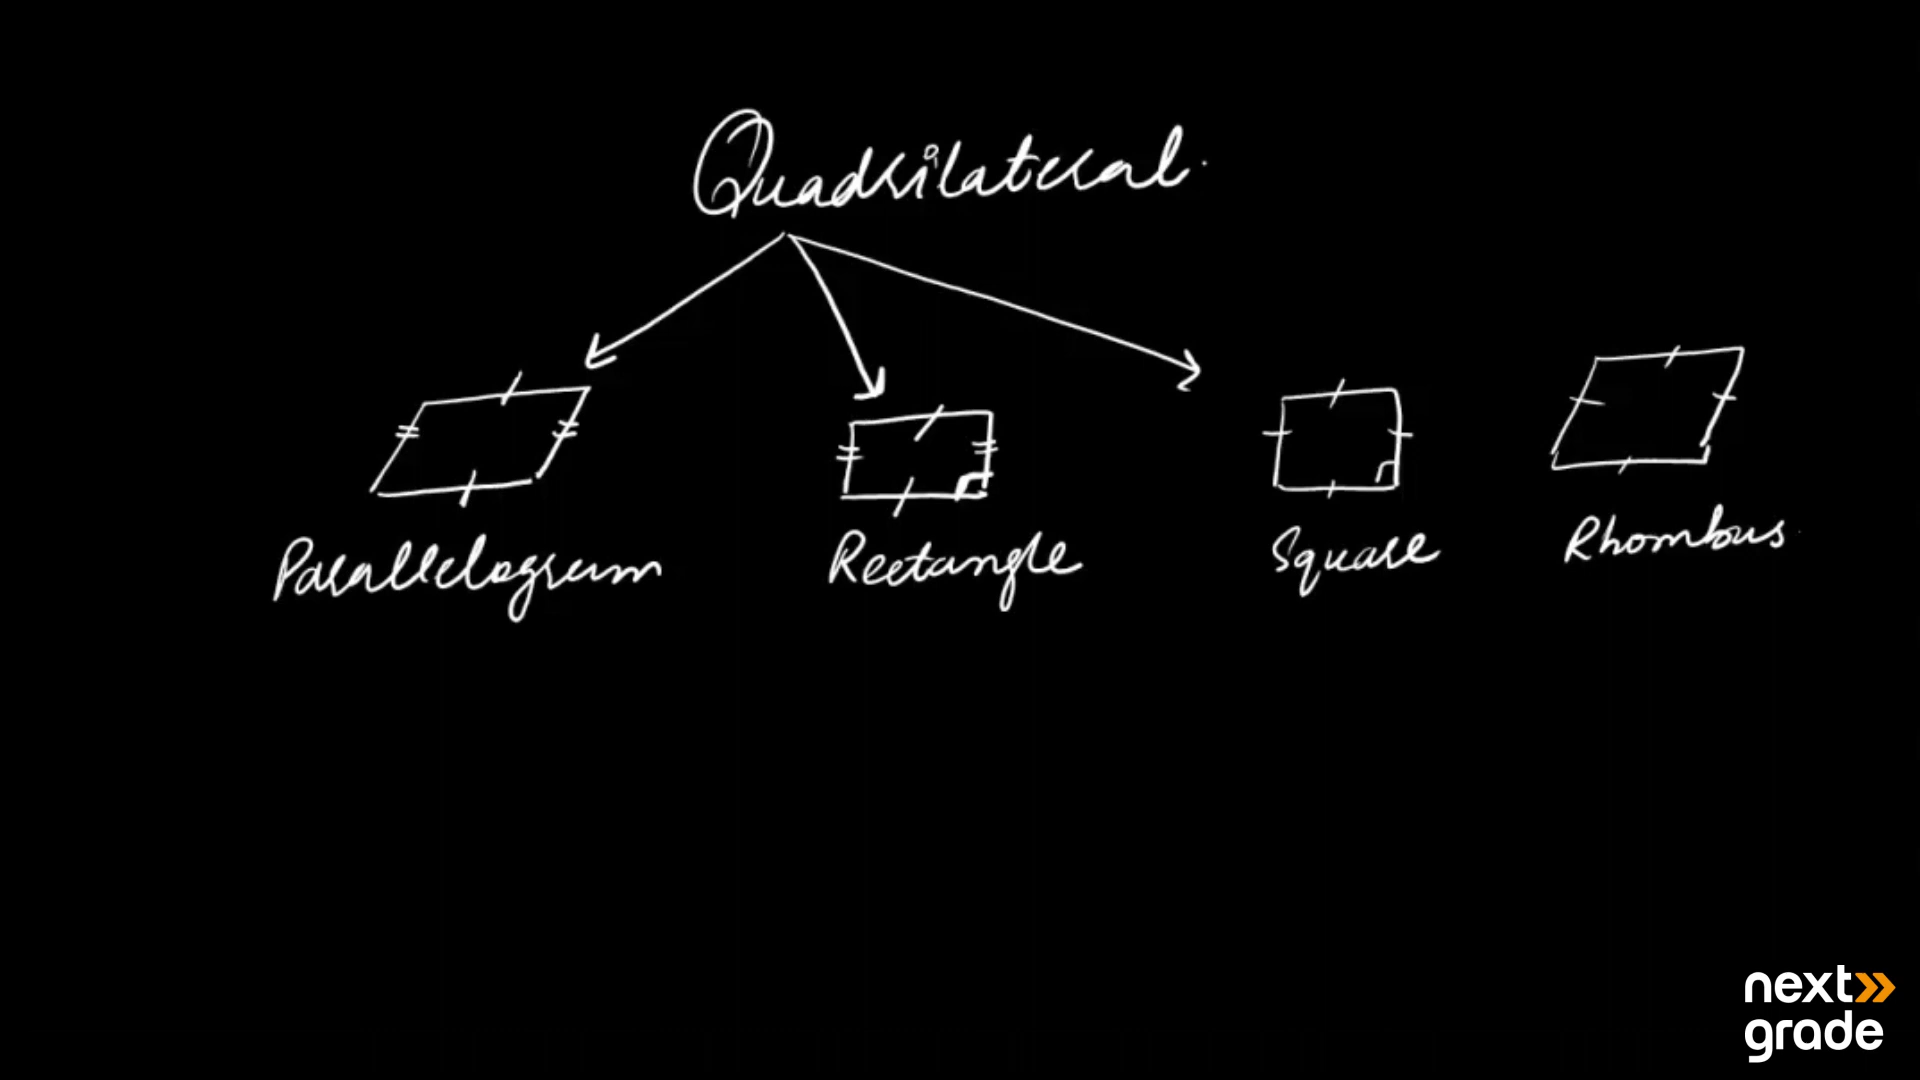 Quadrilateral.
Parallelogram
Rectangle
Square
Rhombus
next
grade